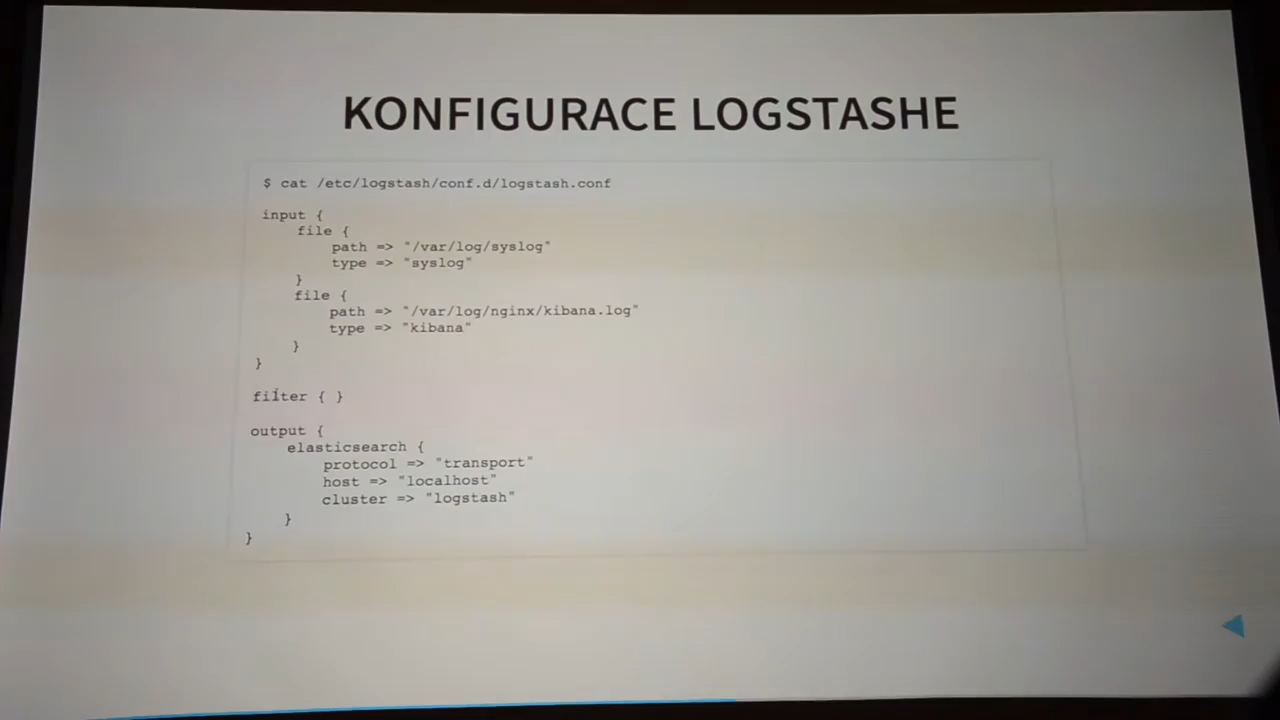 KONFIGURACE LOGSTASHE
$ cat /etc/logstash/conf.d/logstash.conf
input {
    file {
        path => "/var/log/syslog"
        type => "syslog"
    }
    file {
        path => "/var/log/nginx/kibana.log"
        type => "kibana"
    }
}
filter { }
output {
    elasticsearch {
        protocol => "transport"
        host => "localhost"
        cluster => "logstash"
    }
}